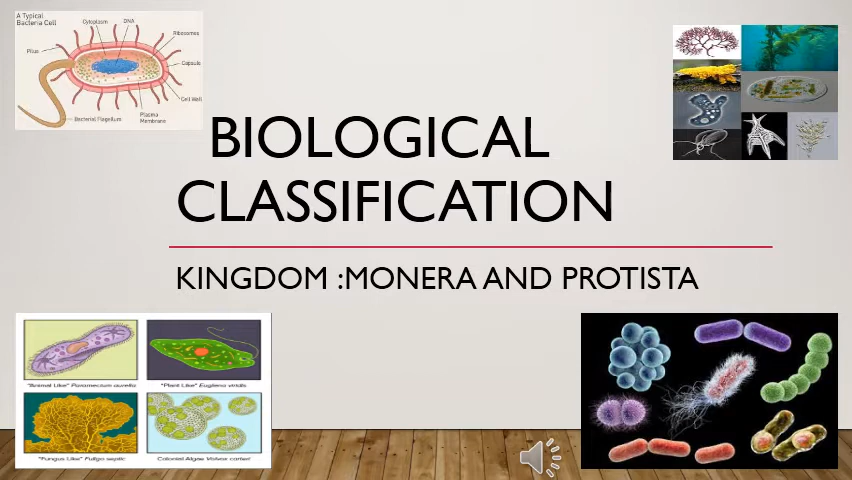 A Typical
Bacteria Cell
Cytoplasm
DNA
Ribosomes
Pilus
Capsule
Cell Wall
Bacterial Flagellum
Plasma
Membrane
BIOLOGICAL
CLASSIFICATION
KINGDOM :MONERA AND PROTISTA
"Animal Like" Paramecium aurelia
"Plant Like" Euglena viridis
"Fungus Like" Fuligo septic
Colonial Algae Volvox carteri